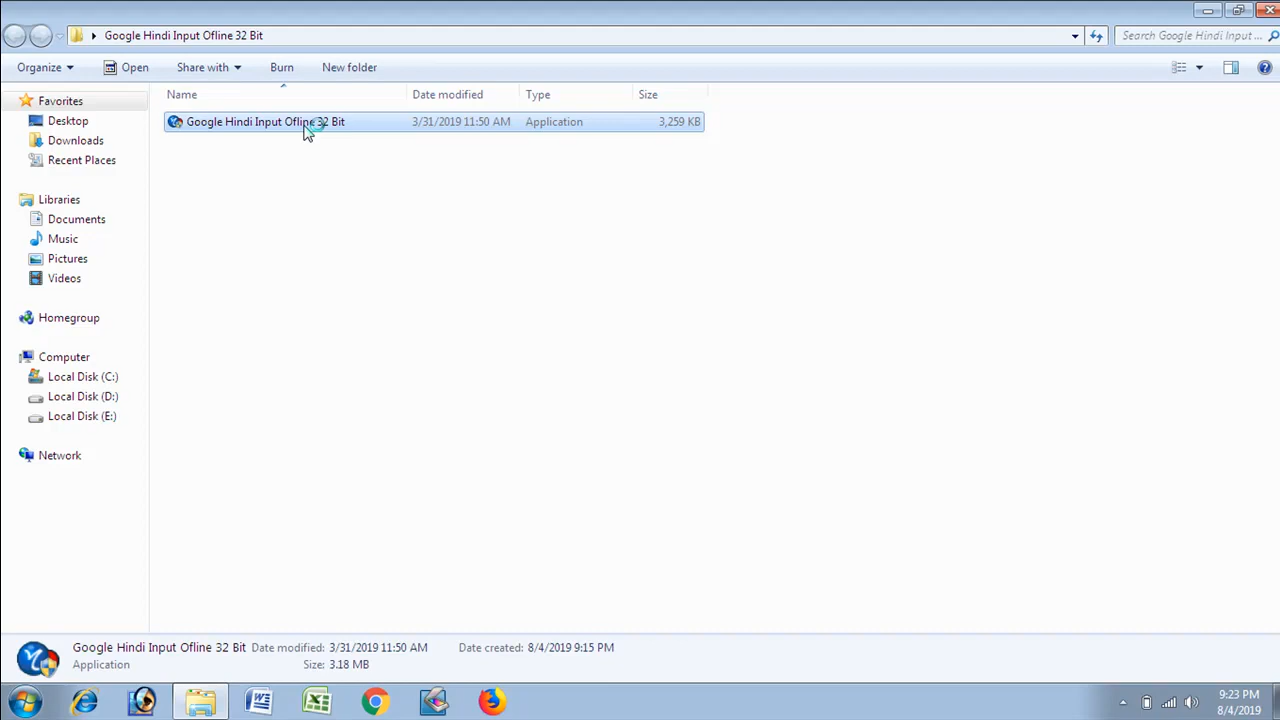 Google Hindi Input Ofline 32 Bit
Search Google Hindi Input ...
Organize Open Share with Burn New folder
Name Date modified Type Size
Google Hindi Input Ofline 32 Bit 3/31/2019 11:50 AM Application 3,259 KB
Favorites
Desktop
Downloads
Recent Places
Libraries
Documents
Music
Pictures
Videos
Homegroup
Computer
Local Disk (C:)
Local Disk (D:)
Local Disk (E:)
Network
Google Hindi Input Ofline 32 Bit Date modified: 3/31/2019 11:50 AM Date created: 8/4/2019 9:15 PM
Application Size: 3.18 MB
9:23 PM
8/4/2019